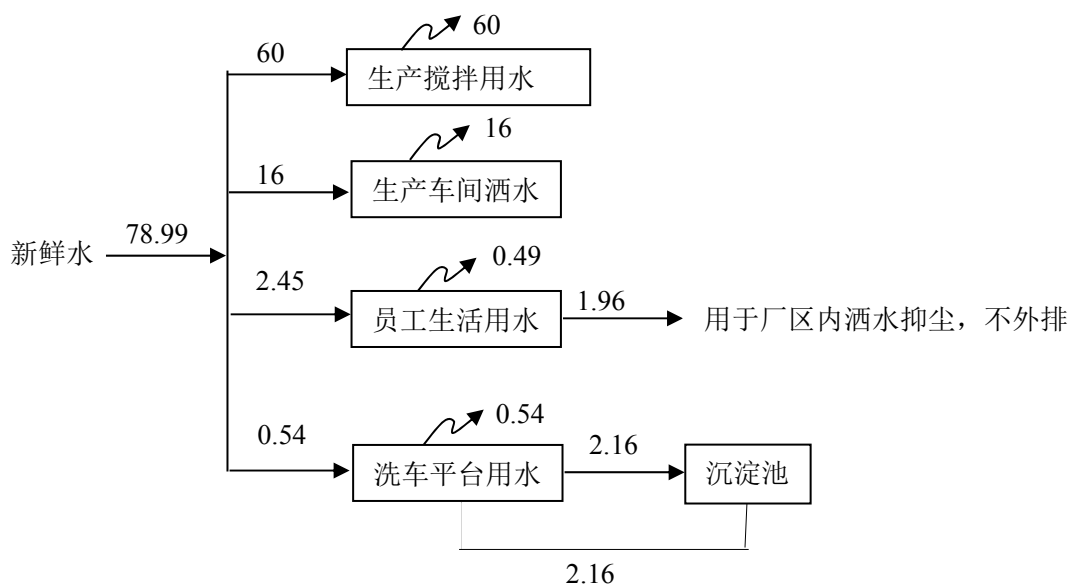 60
60
生产搅拌用水
16
16
生产车间洒水
新鲜水
78.99
2.45
0.49
员工生活用水
1.96
用于厂区内洒水抑尘，不外排
0.54
0.54
洗车平台用水
2.16
沉淀池
2.16